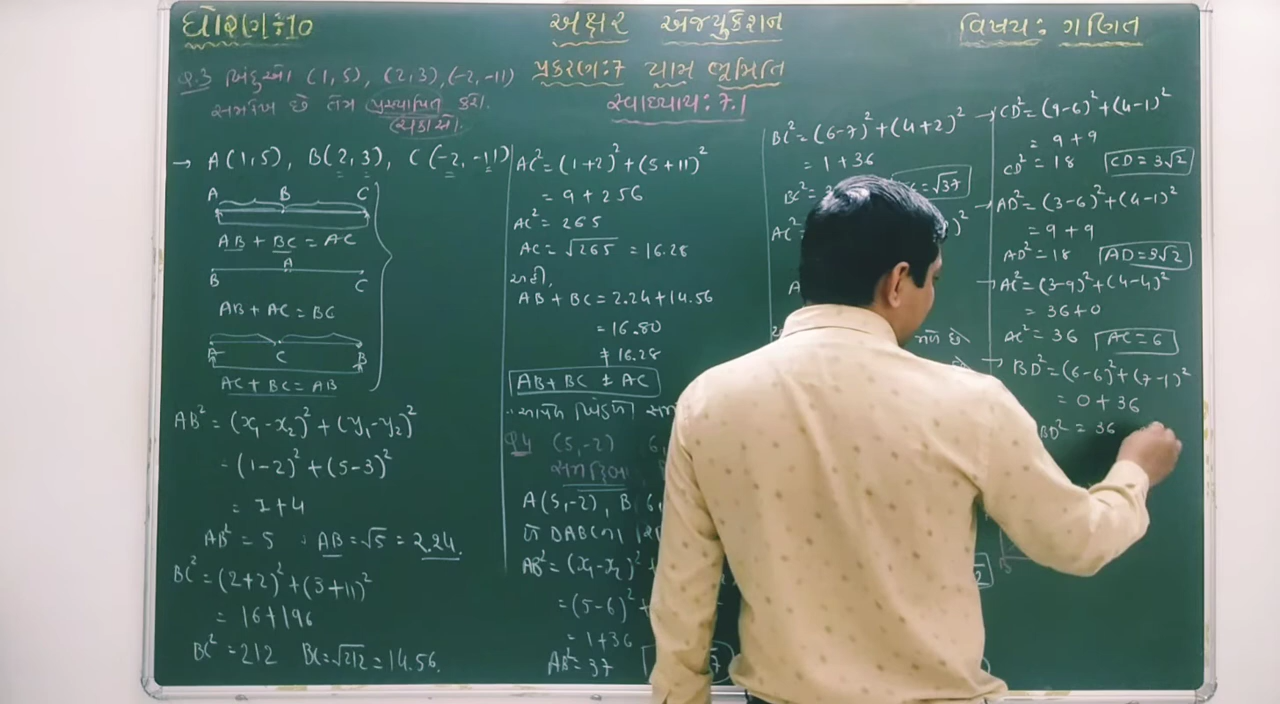 ધોરણ:10
અક્ષર એજ્યુકેશન
વિષય: ગણિત
પ્રકરણ:7 યામ ભૂમિતિ
સ્વાધ્યાય: 7.1
Q.3 બિંદુઓ (1,5), (2,3), (-2,-11)
સમરેખ છે તેમ પ્રસ્થાપિત કરો.
(ચકાસો.
→ A(1,5), B(2,3), C(-2,-11)
A B C
AB + BC = AC
B A C
AB + AC = BC
A C B
AC + BC = AB
AB² = (x₁-x₂)² + (y₁-y₂)²
= (1-2)² + (5-3)²
= 1+4
AB² = 5 ∴ AB = √5 = 2.24.
BC² = (2+2)² + (3+11)²
= 16+196
BC² = 212 BC = √212 = 14.56.
AC² = (1+2)² + (5+11)²
= 9 + 256
AC² = 265
AC = √265 = 16.28
અહી,
AB + BC = 2.24+14.56
= 16.80
≠ 16.28
AB+BC ≠ AC
Q4 (5,-2)
A(5,-2), B
AB² = (x₁-x₂)²
= (5-6)² +
= 1+36
AB² = 37
BC² = (6-7)² + (4+2)²
= 1+36
BC² = √37
AC²
→ CD² = (9-6)² + (4-1)²
= 9+9
CD² = 18 CD = 3√2
→ AD² = (3-6)² + (4-1)²
= 9+9
AD² = 18 AD = 3√2
→ AC² = (3-9)² + (4-4)²
= 36+0
AC² = 36 AC = 6
→ BD² = (6-6)² + (7-1)²
= 0 + 36
BD² = 36